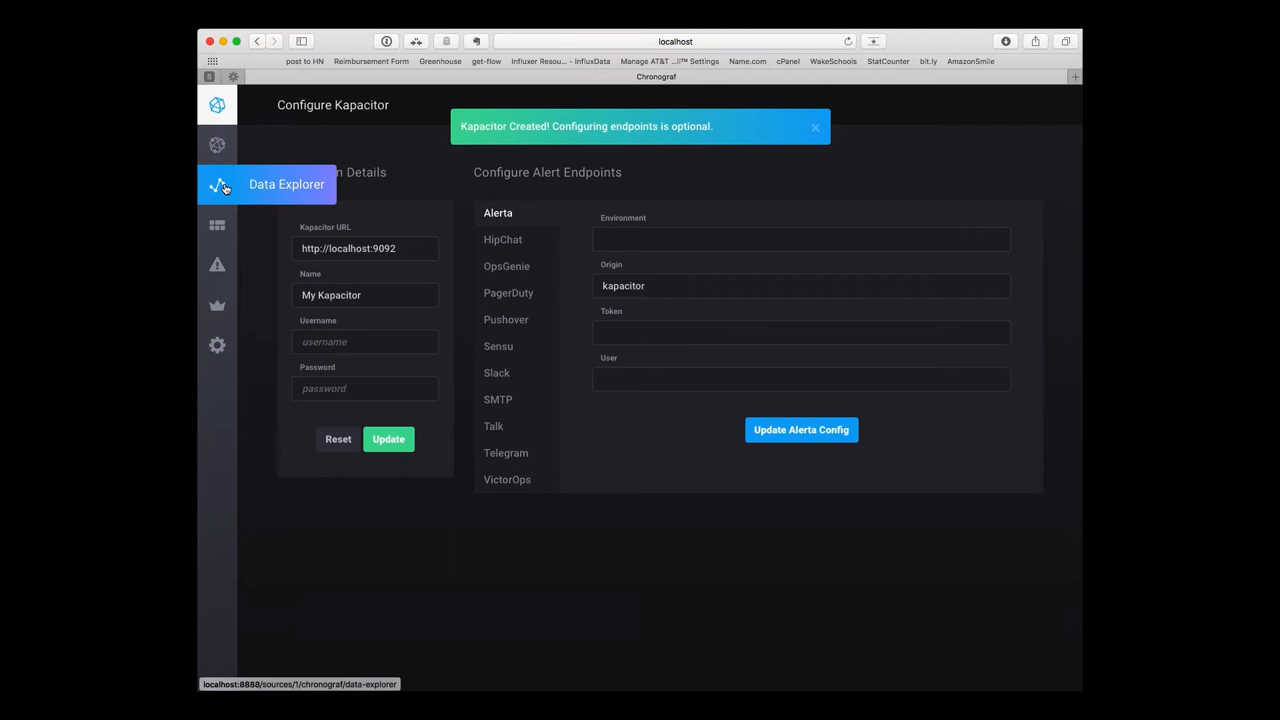 localhost
post to HN
Reimbursement Form
Greenhouse
get-flow
Influxer Resou... - InfluxData
Manage AT&T ...ll™ Settings
Name.com
cPanel
WakeSchools
StatCounter
bit.ly
AmazonSmile
S
Chronograf
Configure Kapacitor
Kapacitor Created! Configuring endpoints is optional.
Data Explorer
n Details
Kapacitor URL
http://localhost:9092
Name
My Kapacitor
Username
username
Password
password
Reset
Update
Configure Alert Endpoints
Alerta
HipChat
OpsGenie
PagerDuty
Pushover
Sensu
Slack
SMTP
Talk
Telegram
VictorOps
Environment
Origin
kapacitor
Token
User
Update Alerta Config
localhost:8888/sources/1/chronograf/data-explorer